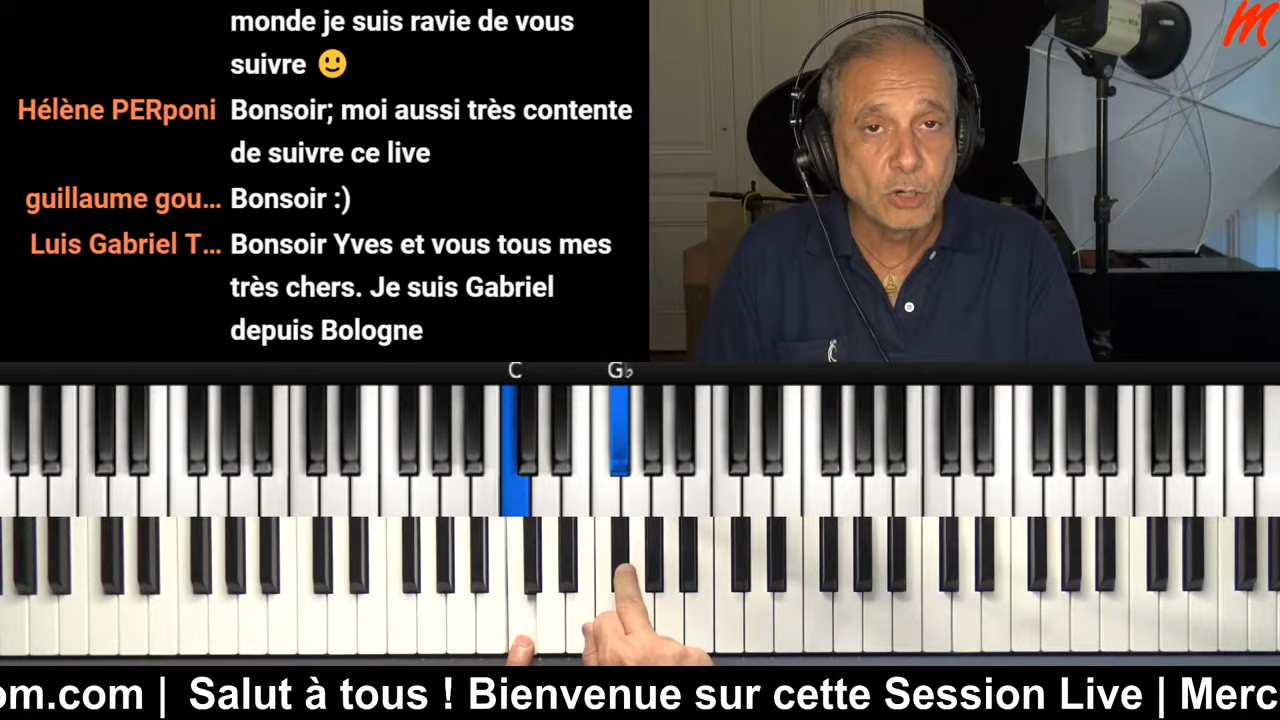 monde je suis ravie de vous
suivre
Hélène PERponi Bonsoir; moi aussi très contente
de suivre ce live
guillaume gou... Bonsoir :)
Luis Gabriel T... Bonsoir Yves et vous tous mes
très chers. Je suis Gabriel
depuis Bologne
M
C G♭
om.com | Salut à tous ! Bienvenue sur cette Session Live | Merc